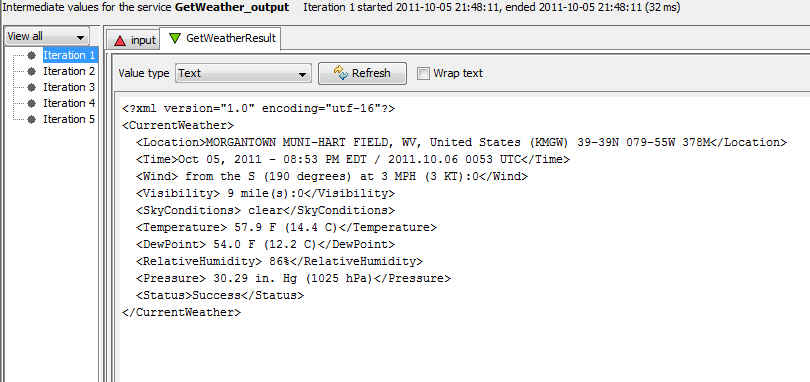 Intermediate values for the service GetWeather_output Iteration 1 started 2011-10-05 21:48:11, ended 2011-10-05 21:48:11 (32 ms)
View all
Iteration 1
Iteration 2
Iteration 3
Iteration 4
Iteration 5
input GetWeatherResult
Value type Text Refresh Wrap text
<?xml version="1.0" encoding="utf-16"?>
<CurrentWeather>
<Location>MORGANTOWN MUNI-HART FIELD, WV, United States (KMGW) 39-39N 079-55W 378M</Location>
<Time>Oct 05, 2011 - 08:53 PM EDT / 2011.10.06 0053 UTC</Time>
<Wind> from the S (190 degrees) at 3 MPH (3 KT):0</Wind>
<Visibility> 9 mile(s):0</Visibility>
<SkyConditions> clear</SkyConditions>
<Temperature> 57.9 F (14.4 C)</Temperature>
<DewPoint> 54.0 F (12.2 C)</DewPoint>
<RelativeHumidity> 86%</RelativeHumidity>
<Pressure> 30.29 in. Hg (1025 hPa)</Pressure>
<Status>Success</Status>
</CurrentWeather>